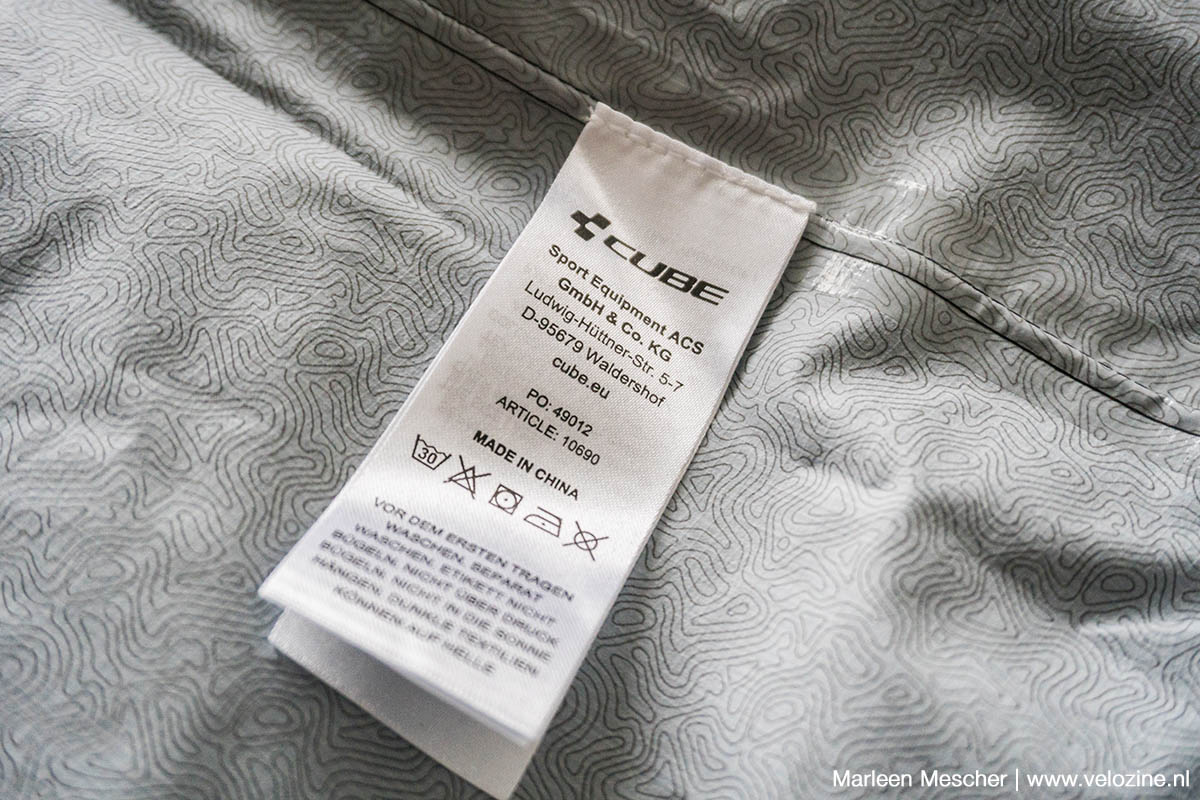 CUBE
Sport Equipment ACS
GmbH & Co. KG
Ludwig-Hüttner-Str. 5-7
D-95679 Waldershof
cube.eu
PO: 49012
ARTICLE: 10690
MADE IN CHINA
30
VOR DEM ERSTEN TRAGEN
WASCHEN, SEPARAT
WASCHEN, ETIKETT NICHT
BÜGELN, NICHT ÜBER DRUCK
BÜGELN, NICHT IN DIE SONNE
HÄNGEN, DUNKLE TEXTILIEN
KÖNNEN AUF HELLE
Marleen Mescher | www.velozine.nl